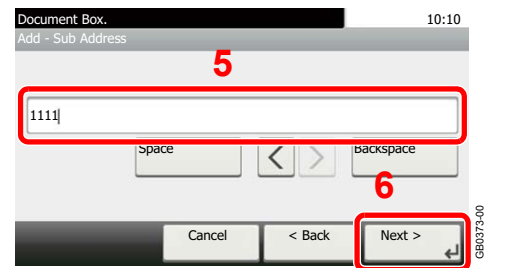 Document Box. 10:10
Add - Sub Address
5
1111
Space < > Backspace
6
Cancel < Back Next >
GB0373-00